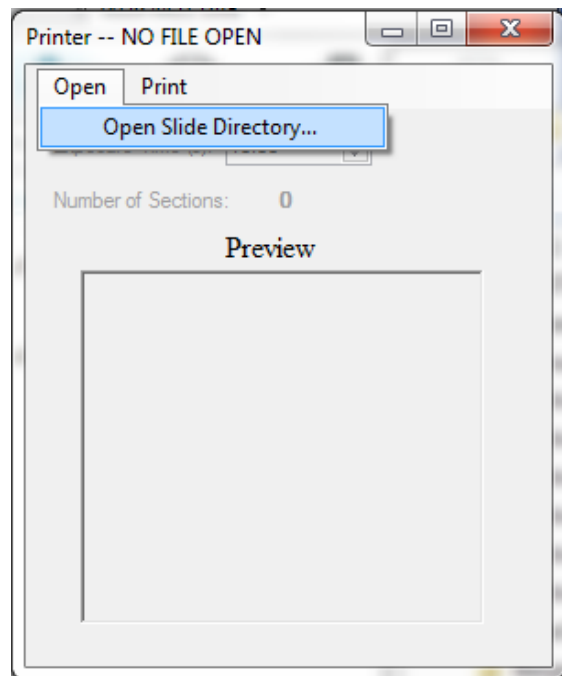 Printer -- NO FILE OPEN
Open Print
Open Slide Directory...
Number of Sections: 0
Preview